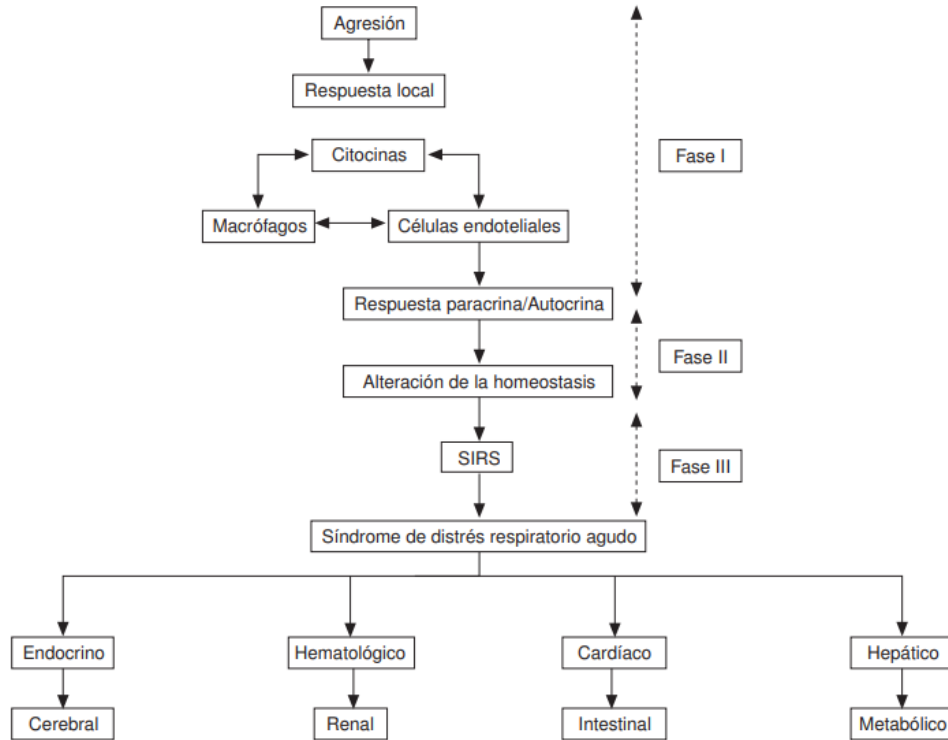 Agresión
Respuesta local
Citocinas
Fase I
Macrófagos
Células endoteliales
Respuesta paracrina/Autocrina
Fase II
Alteración de la homeostasis
SIRS
Fase III
Síndrome de distrés respiratorio agudo
Endocrino
Hematológico
Cardíaco
Hepático
Cerebral
Renal
Intestinal
Metabólico